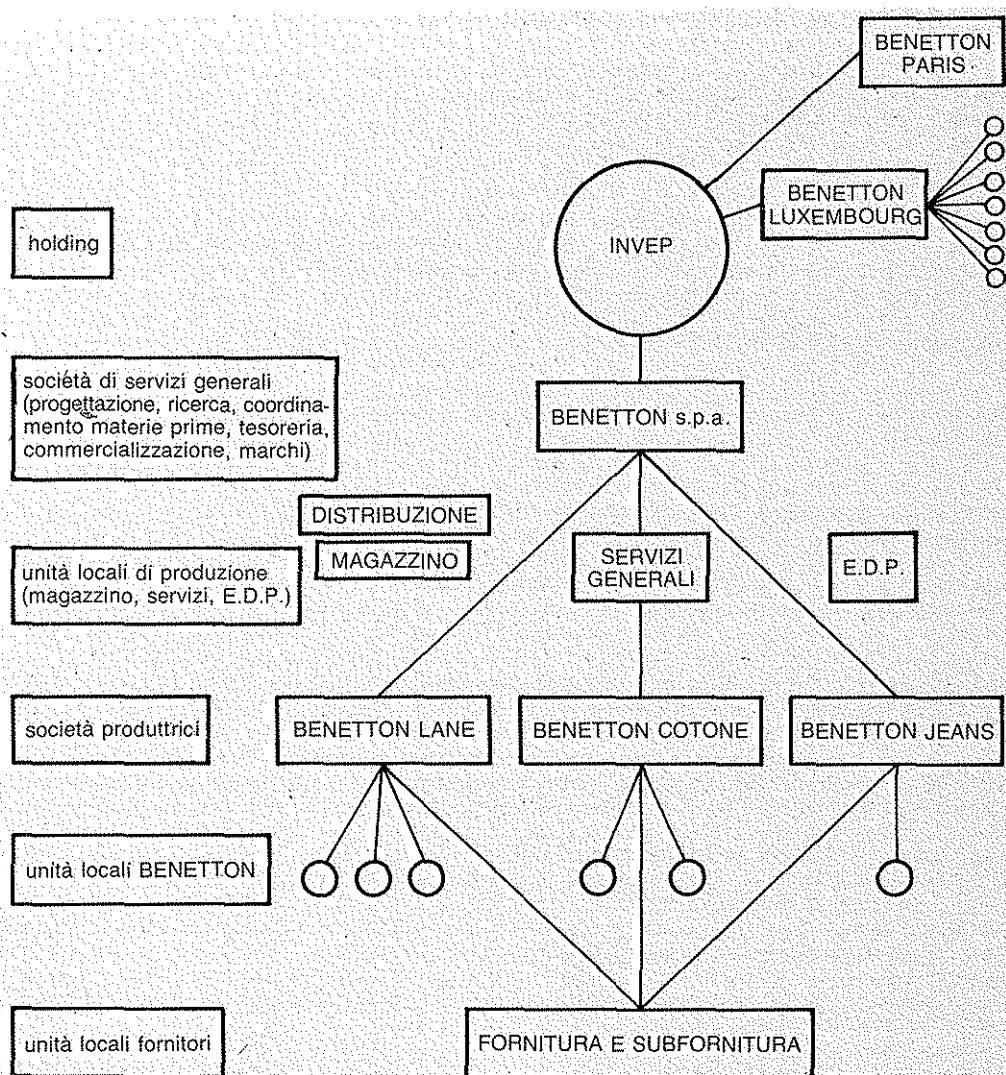 BENETTON
PARIS
BENETTON
LUXEMBOURG
holding
INVEP
società di servizi generali
(progettazione, ricerca, coordina-
mento materie prime, tesoreria,
commercializzazione, marchi)
BENETTON s.p.a.
DISTRIBUZIONE
MAGAZZINO
unità locali di produzione
(magazzino, servizi, E.D.P.)
SERVIZI
GENERALI
E.D.P.
società produttrici
BENETTON LANE
BENETTON COTONE
BENETTON JEANS
unità locali BENETTON
unità locali fornitori
FORNITURA E SUBFORNITURA